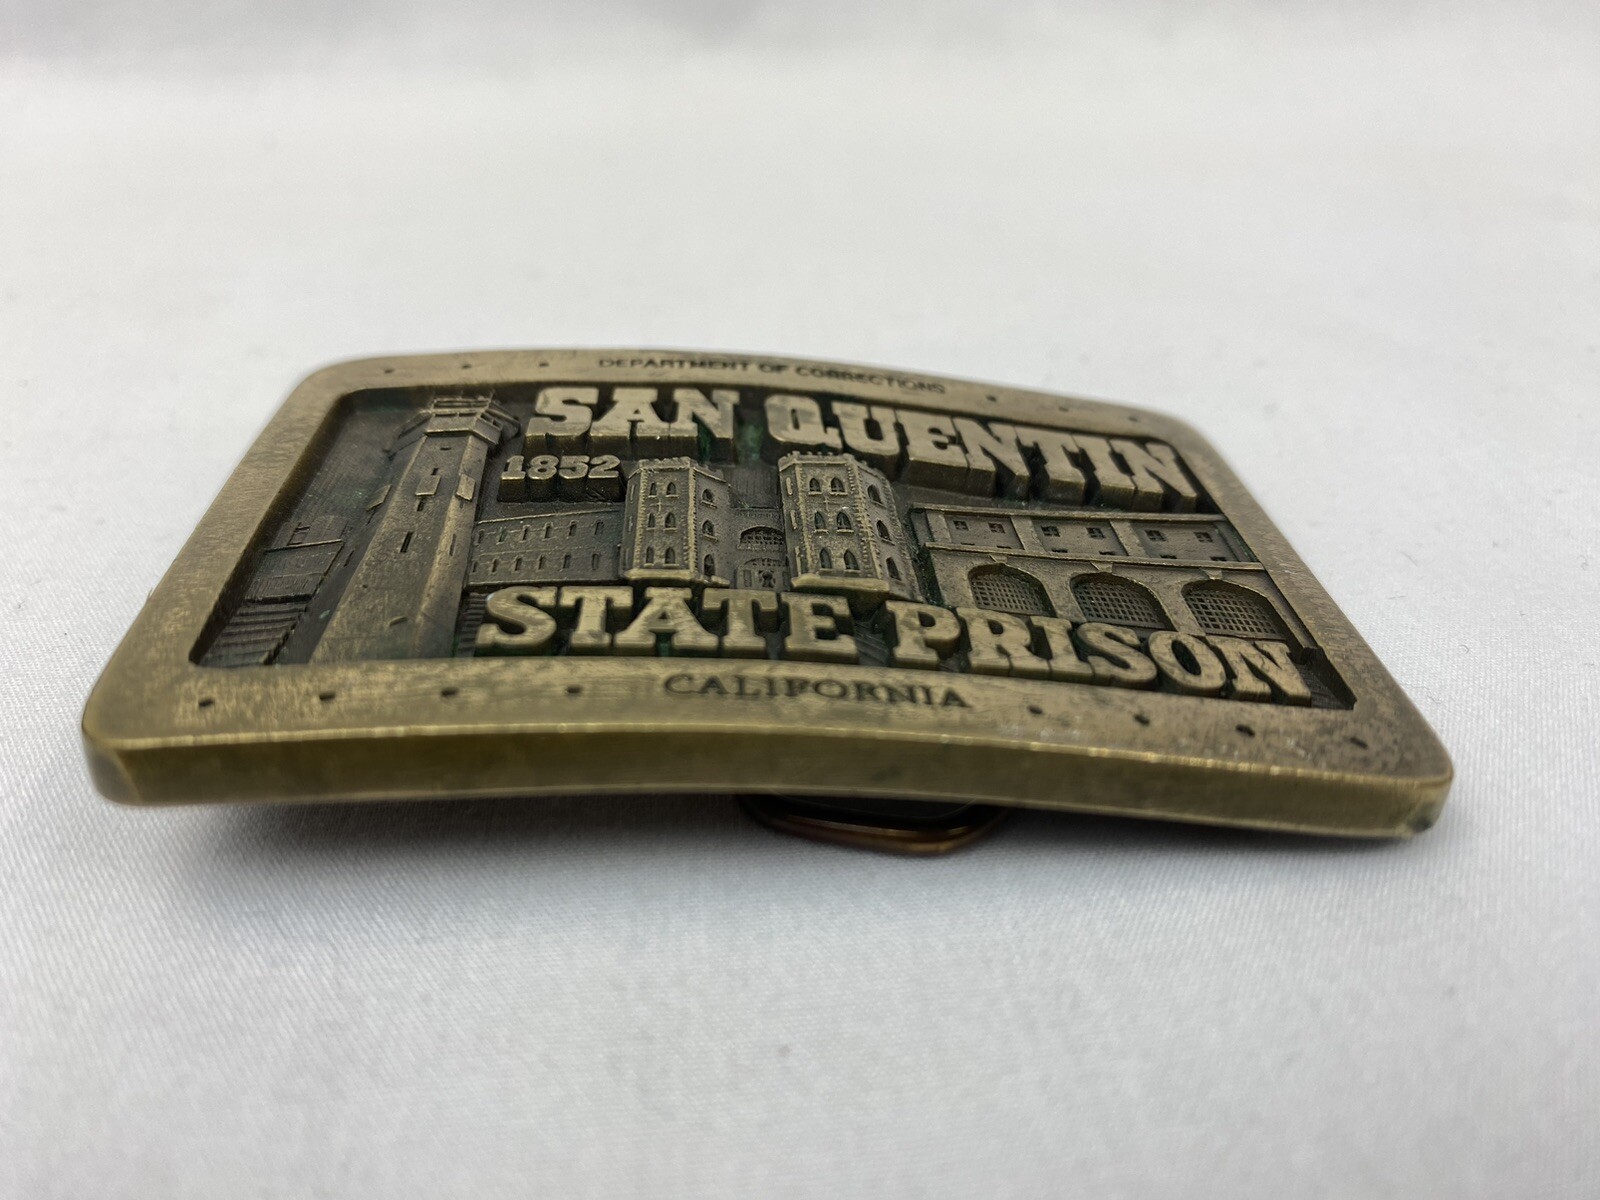 DEPARTMENT OF CORRECTIONS
SAN QUENTIN
1852
STATE PRISON
CALIFORNIA